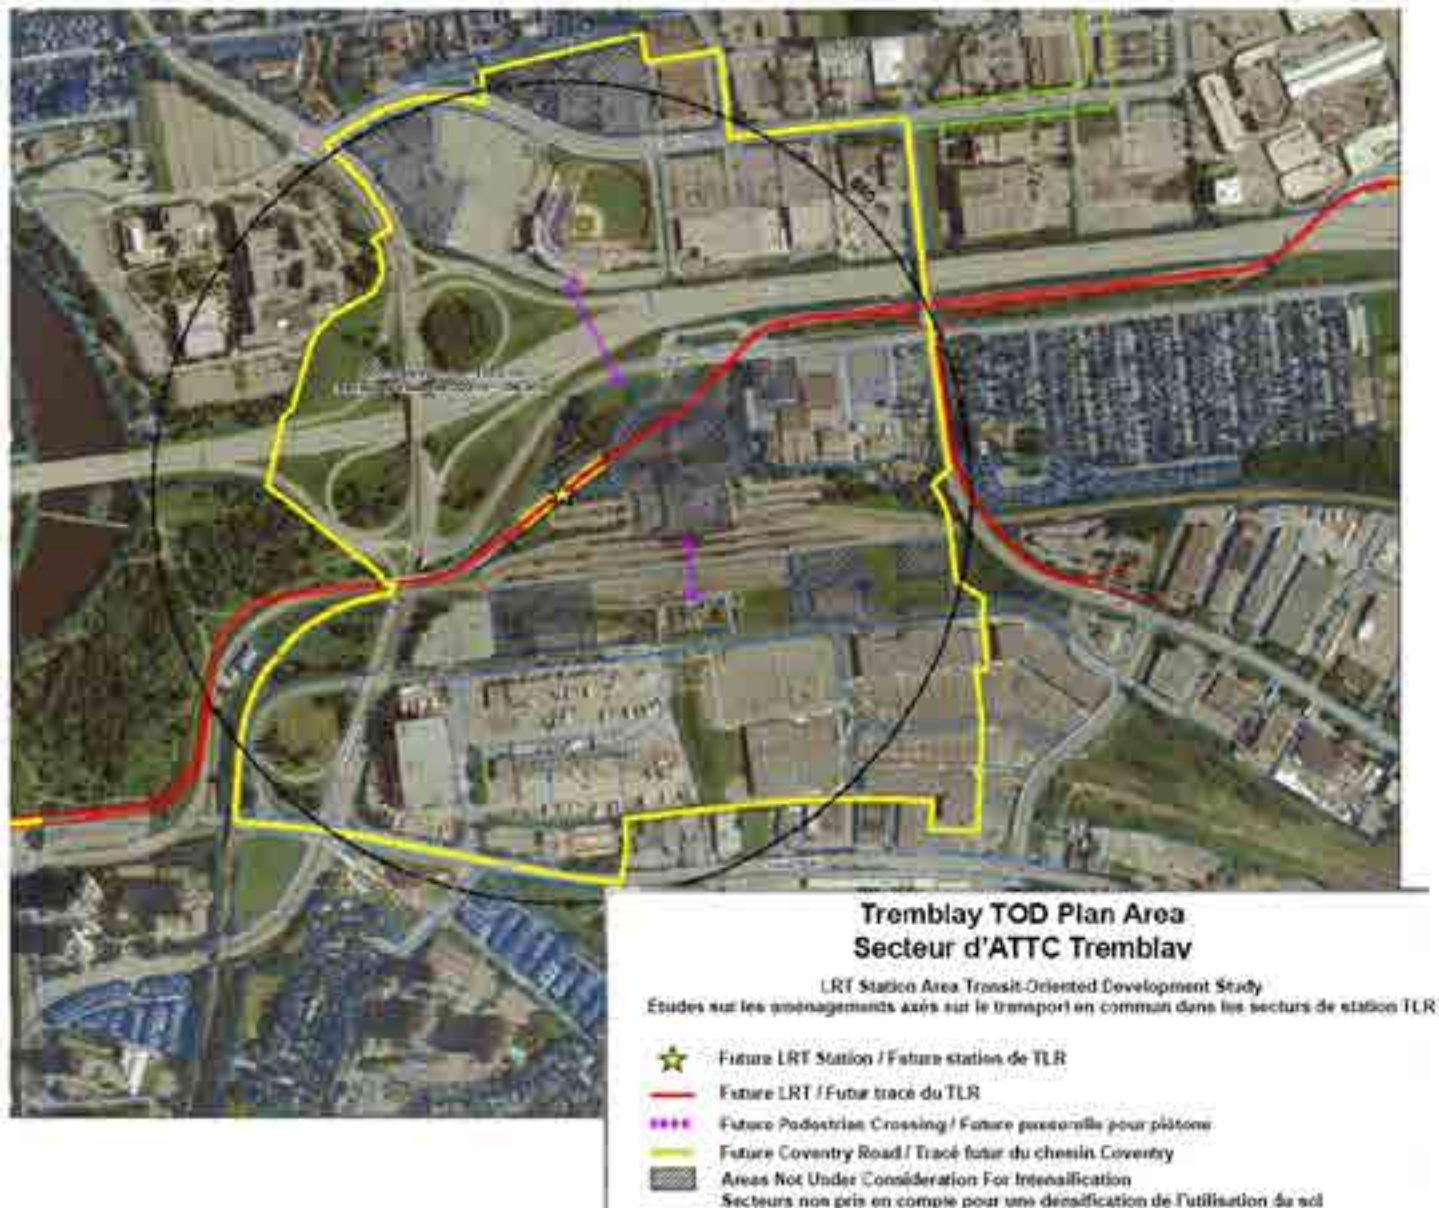 Tremblay TOD Plan Area
Secteur d'ATTC Tremblay
LRT Station Area Transit-Oriented Development Study
Études sur les aménagements axés sur le transport en commun dans les secturs de station TLR
Future LRT Station / Future station de TLR
Future LRT / Futur tracé du TLR
Future Pedestrian Crossing / Future passerelle pour piétons
Future Coventry Road / Tracé futur du chemin Coventry
Areas Not Under Consideration For Intensification
Secteurs non pris en compte pour une densification de l'utilisation du sol